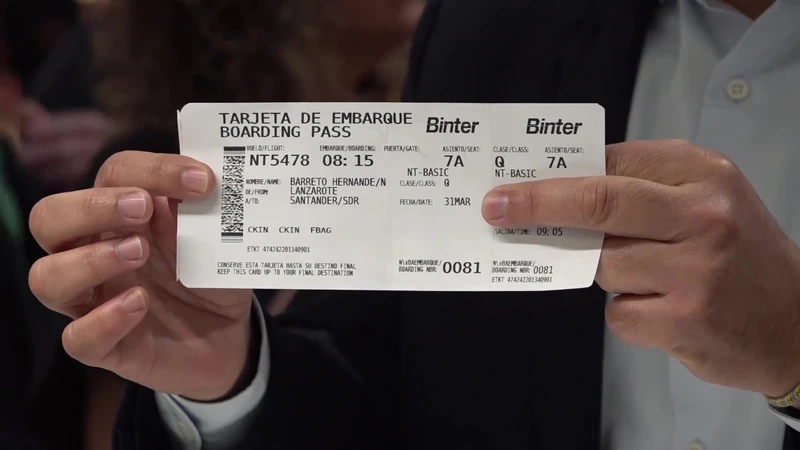 TARJETA DE EMBARQUE
BOARDING PASS
Binter
VUELO/FLIGHT: EMBARQUE/BOARDING: PUERTA/GATE: ASIENTO/SEAT:
NT5478 08:15 7A
NT-BASIC
NOMBRE/NAME: BARRETO HERNANDE/N CLASE/CLASS: Q
DE/FROM: LANZAROTE
A/TO: SANTANDER/SDR FECHA/DATE: 31MAR
CKIN CKIN FBAG
ETKT 474242201340901
CONSERVE ESTA TARJETA HASTA SU DESTINO FINAL
KEEP THIS CARD UP TO YOUR FINAL DESTINATION
BOARDING NBR: 0081
Binter
CLASE/CLASS: ASIENTO/SEAT:
Q 7A
NT-BASIC
SALIDA/TIME: 09:05
BOARDING NBR: 0081
ETKT 474242201340901